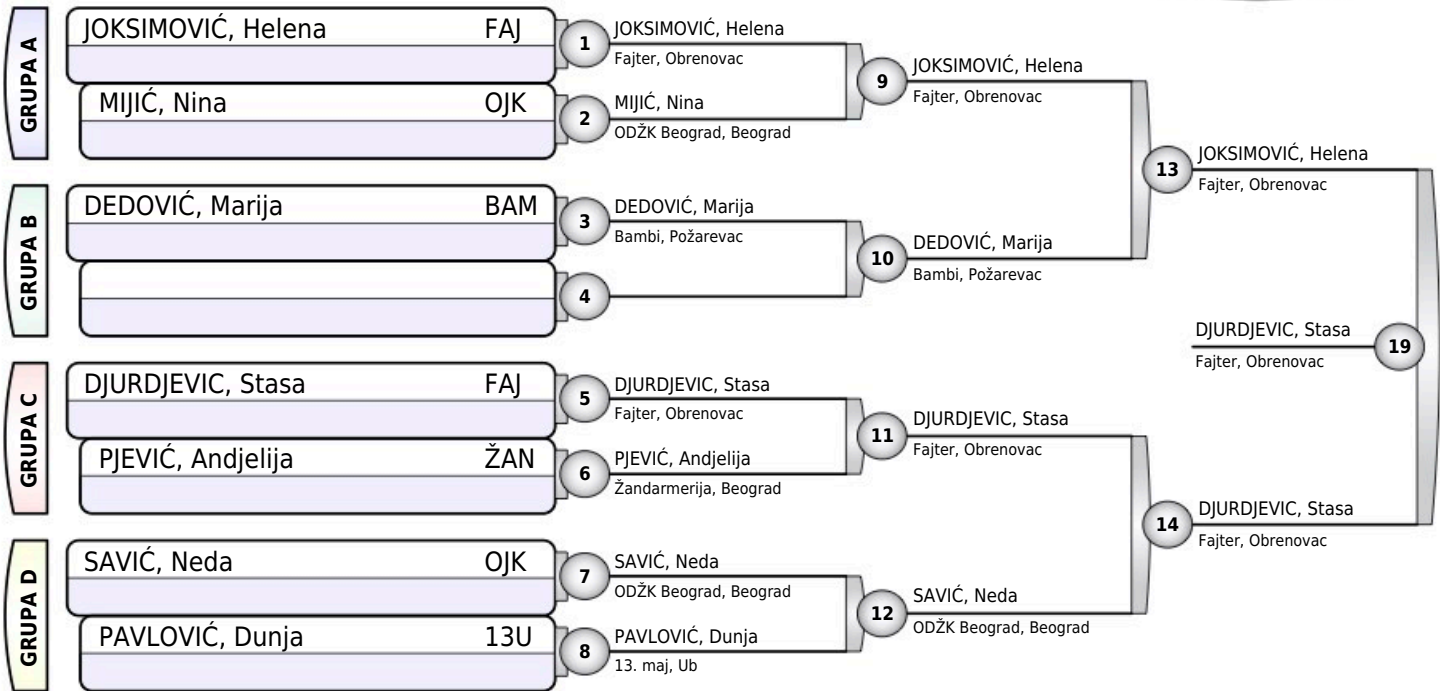 GRUPA A
JOKSIMOVIĆ, Helena FAJ
MIJIĆ, Nina OJK
GRUPA B
DEDOVIĆ, Marija BAM
GRUPA C
DJURDJEVIC, Stasa FAJ
PJEVIĆ, Andjelija ŽAN
GRUPA D
SAVIĆ, Neda OJK
PAVLOVIĆ, Dunja 13U
1 JOKSIMOVIĆ, Helena
Fajter, Obrenovac
2 MIJIĆ, Nina
ODŽK Beograd, Beograd
3 DEDOVIĆ, Marija
Bambi, Požarevac
4
5 DJURDJEVIC, Stasa
Fajter, Obrenovac
6 PJEVIĆ, Andjelija
Žandarmerija, Beograd
7 SAVIĆ, Neda
ODŽK Beograd, Beograd
8 PAVLOVIĆ, Dunja
13. maj, Ub
9 JOKSIMOVIĆ, Helena
Fajter, Obrenovac
10 DEDOVIĆ, Marija
Bambi, Požarevac
11 DJURDJEVIC, Stasa
Fajter, Obrenovac
12 SAVIĆ, Neda
ODŽK Beograd, Beograd
13 JOKSIMOVIĆ, Helena
Fajter, Obrenovac
14 DJURDJEVIC, Stasa
Fajter, Obrenovac
DJURDJEVIC, Stasa 19
Fajter, Obrenovac